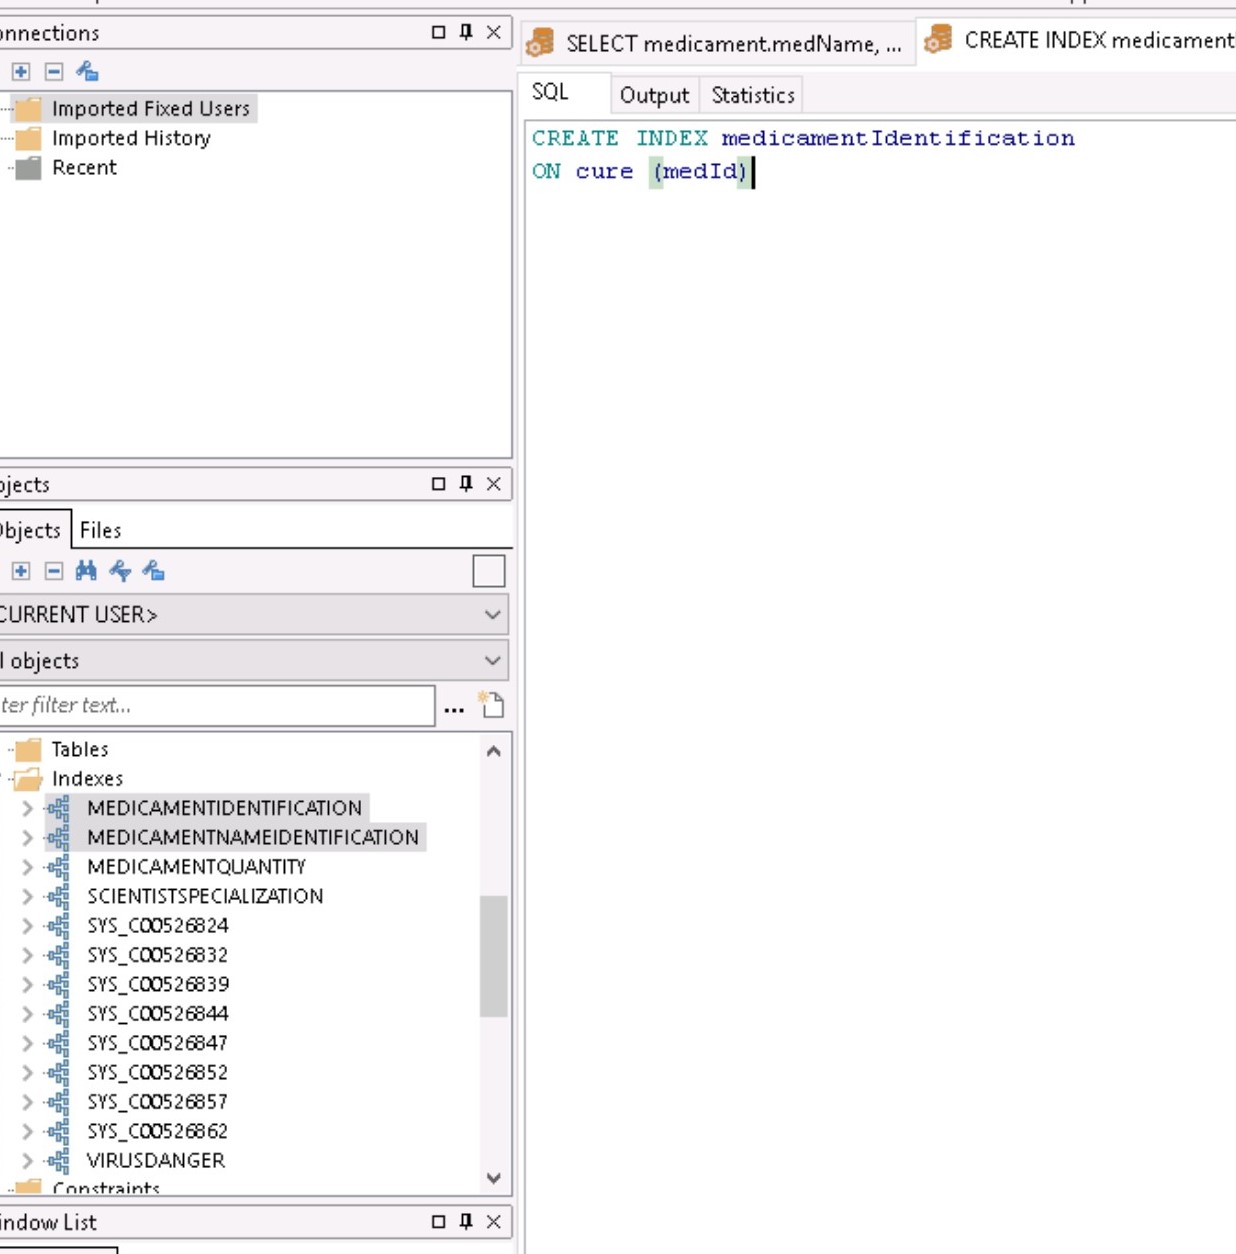 onnections
Imported Fixed Users
Imported History
Recent
SELECT medicament.medName, ...
CREATE INDEX medicament
SQL
Output
Statistics
CREATE INDEX medicamentIdentification
ON cure (medId)
jects
Objects
Files
CURRENT USER>
l objects
ter filter text...
...
Tables
Indexes
MEDICAMENTIDENTIFICATION
MEDICAMENTNAMEIDENTIFICATION
MEDICAMENTQUANTITY
SCIENTISTSPECIALIZATION
SYS_C00526824
SYS_C00526832
SYS_C00526839
SYS_C00526844
SYS_C00526847
SYS_C00526852
SYS_C00526857
SYS_C00526862
VIRUSDANGER
Constraints
indow List